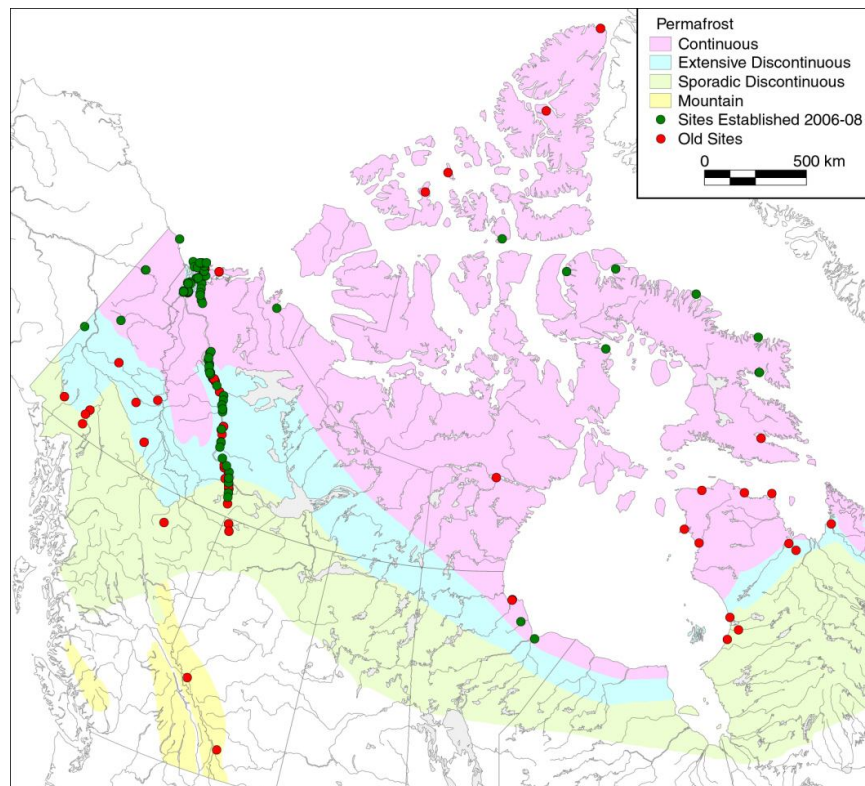 Permafrost
Continuous
Extensive Discontinuous
Sporadic Discontinuous
Mountain
Sites Established 2006-08
Old Sites
0 500 km